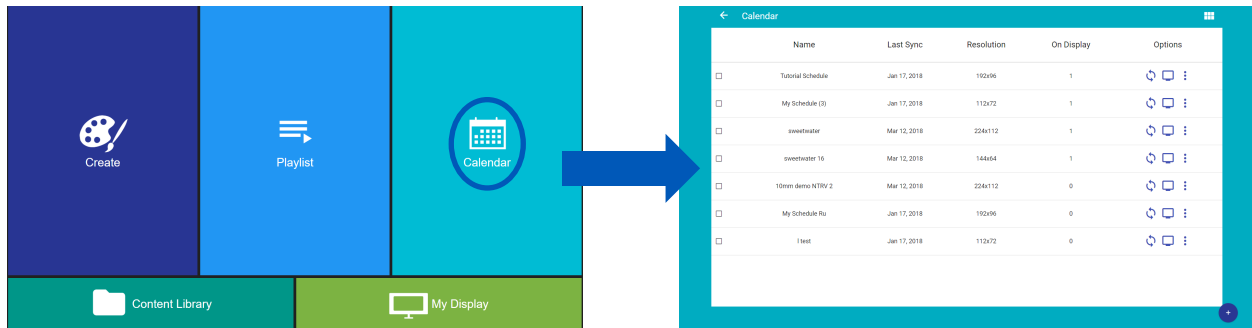 Create
Playlist
Calendar
Content Library
My Display
Calendar
Name Last Sync Resolution On Display Options
Tutorial Schedule Jan 17, 2018 192x96 1
My Schedule (3) Jan 17, 2018 112x72 1
sweetwater Mar 12, 2018 224x112 1
sweetwater 16 Mar 12, 2018 144x64 1
10mm demo NTRV 2 Mar 12, 2018 224x112 0
My Schedule Ru Jan 17, 2018 192x96 0
l test Jan 17, 2018 112x72 0